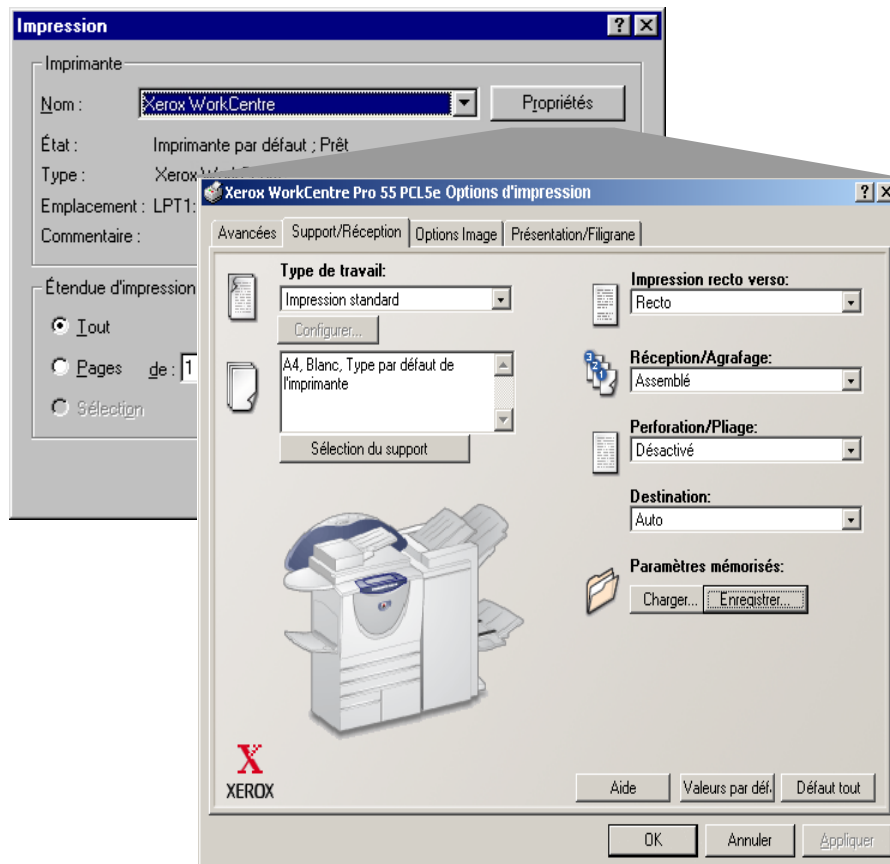 Impression
Imprimante
Nom :
Xerox WorkCentre
Propriétés
État :
Imprimante par défaut ; Prêt
Type :
Xerox
Emplacement :
LPT1:
Commentaire :
Étendue d'impression
Tout
Pages
de :
1
Sélection
Xerox WorkCentre Pro 55 PCL5e Options d'impression
Avancées
Support/Réception
Options Image
Présentation/Filigrane
Type de travail:
Impression standard
Configurer...
A4, Blanc, Type par défaut de
l'imprimante
Sélection du support
Impression recto verso:
Recto
Réception/Agrafage:
Assemblé
Perforation/Pliage:
Désactivé
Destination:
Auto
Paramètres mémorisés:
Charger...
Enregistrer...
X
XEROX
Aide
Valeurs par déf.
Défaut tout
OK
Annuler
Appliquer